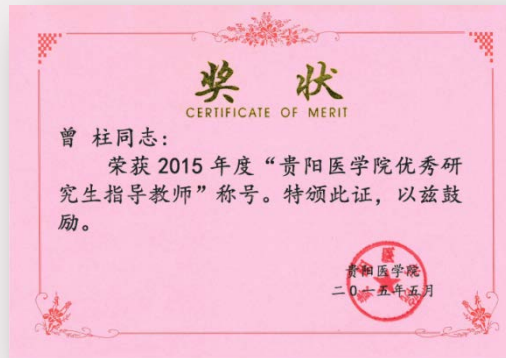 奖 状
CERTIFICATE OF MERIT
曾 柱同志:
荣获 2015 年度“贵阳医学院优秀研
究生指导教师”称号。特颁此证，以兹鼓
励。
贵阳医学院
二0一五年五月